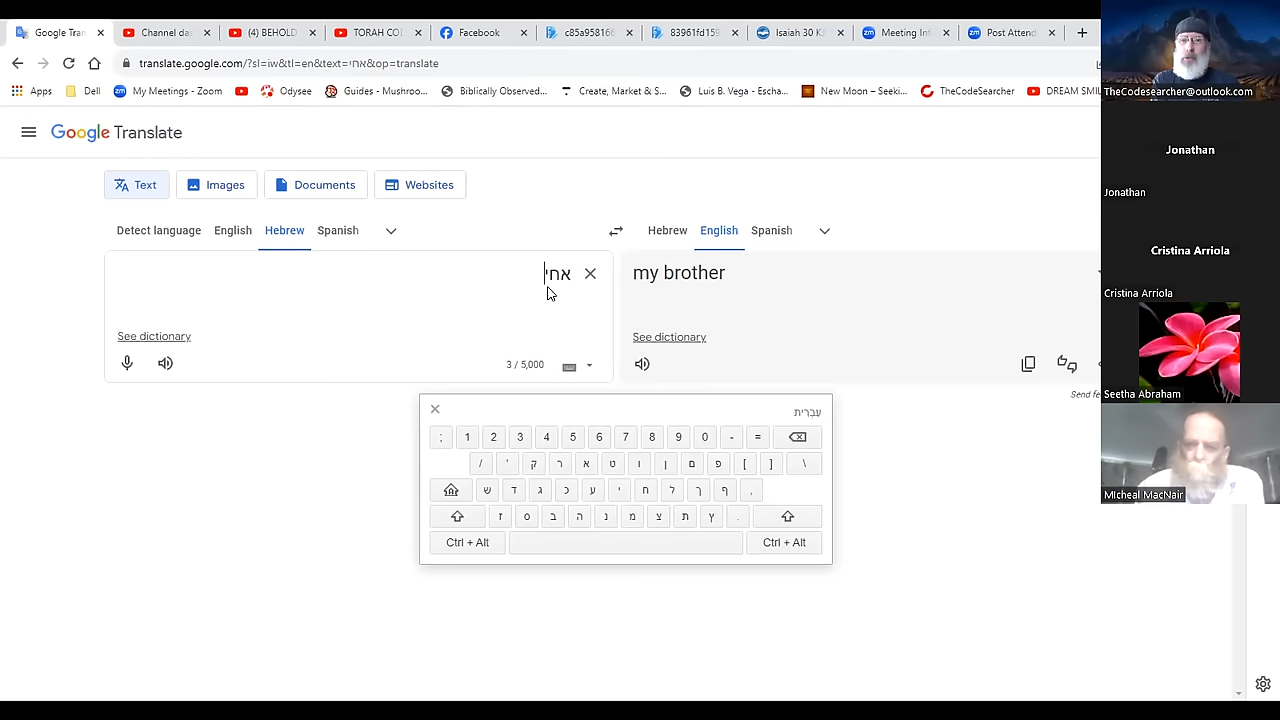 Google Tran
Channel da
(4) BEHOLD
TORAH CO
Facebook
c85a958166
83961fd159
Isaiah 30 K
Meeting In
Post Attend
translate.google.com/?sl=iw&tl=en&text=אחי&op=translate
Apps
Dell
My Meetings - Zoom
Odysee
Guides - Mushroo...
Biblically Observed...
Create, Market & S...
Luis B. Vega - Escha...
New Moon – Seeki...
TheCodesearcher
DREAM SMIL
TheCodesearcher@outlook.com
Google Translate
Jonathan
Jonathan
Text
Images
Documents
Websites
Detect language
English
Hebrew
Spanish
Hebrew
English
Spanish
Cristina Arriola
Cristina Arriola
אחי
my brother
See dictionary
See dictionary
3 / 5,000
Send fe
Seetha Abraham
עִבְרִית
; 1 2 3 4 5 6 7 8 9 0 - =
/ ' ק ר א ט ו ן ם פ [ ] \
ש ד ג כ ע י ח ל ך ף ,
ז ס ב ה נ מ צ ת ץ .
Ctrl + Alt
Ctrl + Alt
MIcheal MacNair